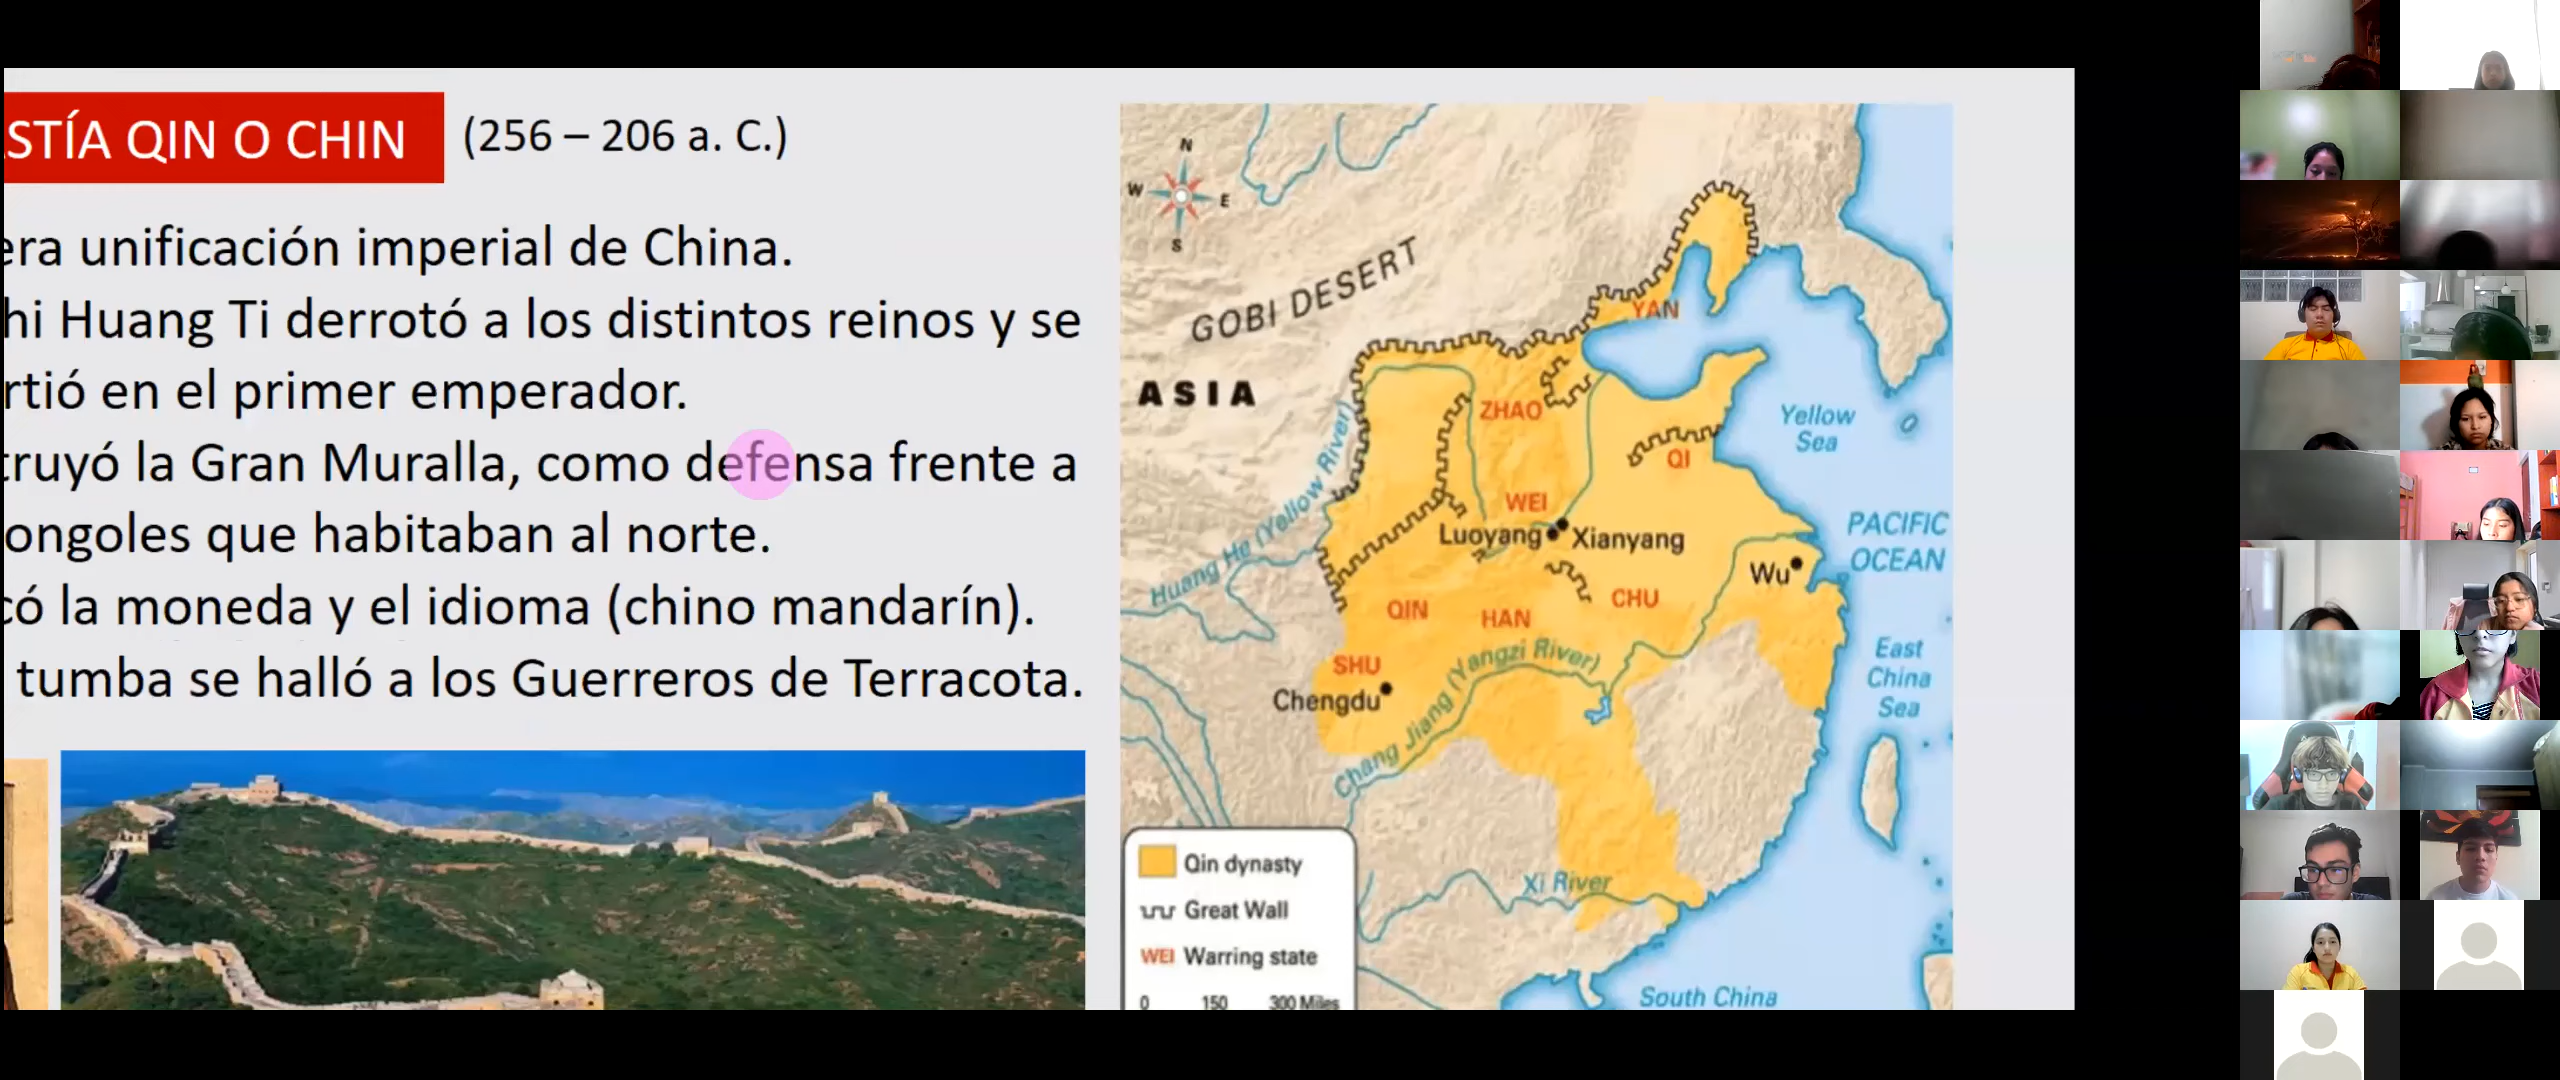 STÍA QIN O CHIN
(256 – 206 a. C.)
era unificación imperial de China.
hi Huang Ti derrotó a los distintos reinos y se
rtió en el primer emperador.
truyó la Gran Muralla, como defensa frente a
ongoles que habitaban al norte.
có la moneda y el idioma (chino mandarín).
tumba se halló a los Guerreros de Terracota.
N
W
E
S
GOBI DESERT
ASIA
YAN
ZHAO
QI
Yellow
Sea
Huang He (Yellow River)
WEI
Luoyang
Xianyang
PACIFIC
OCEAN
Wu
QIN
HAN
CHU
SHU
Chengdu
Chang Jiang (Yangzi River)
East
China
Sea
Xi River
Qin dynasty
Great Wall
WEI Warring state
0 150 300 Miles
South China